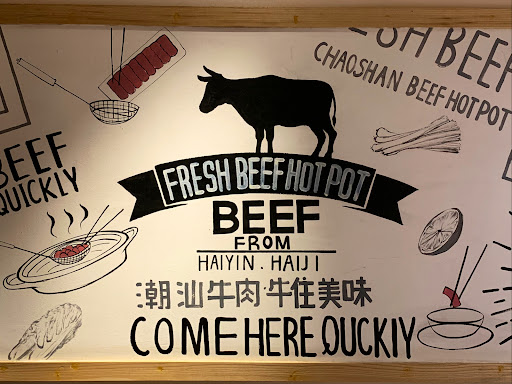 SH BEEF
CHAOSHAN BEEF HOTPOT
BEEF
QUICKLY
FRESH BEEF HOT POT
BEEF
FROM
HAIYIN . HAIJI
潮汕牛肉·牛住美味
COME HERE QUCKIY